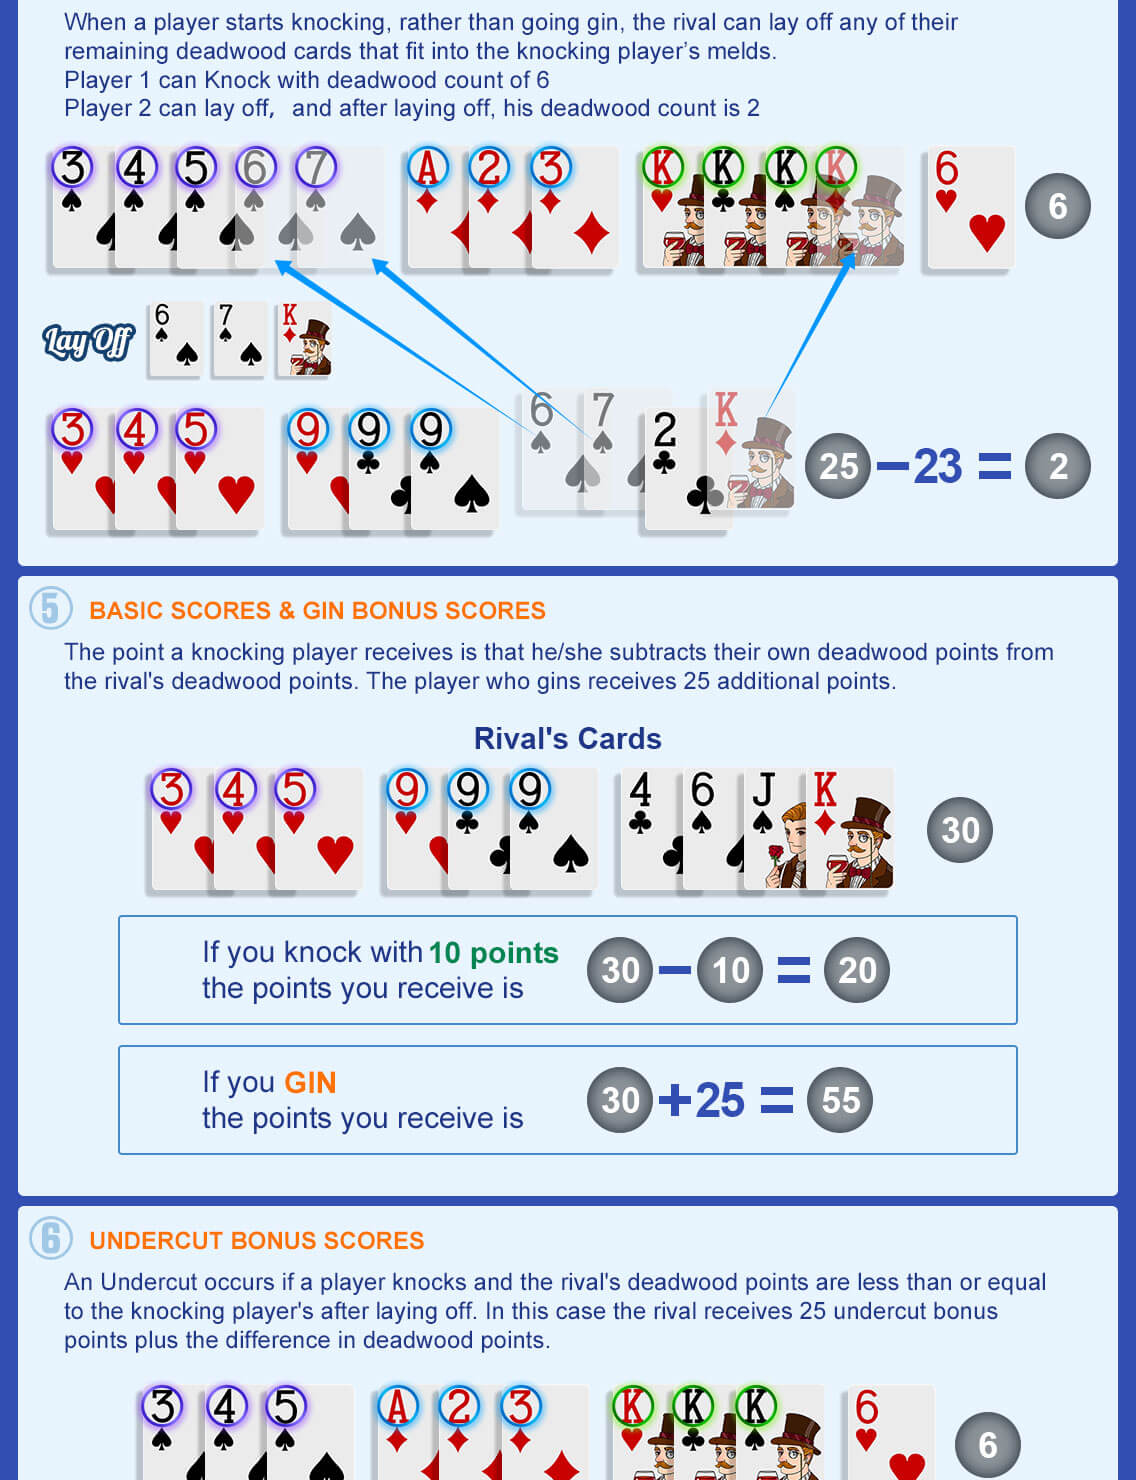 When a player starts knocking, rather than going gin, the rival can lay off any of their
remaining deadwood cards that fit into the knocking player's melds.
Player 1 can Knock with deadwood count of 6
Player 2 can lay off, and after laying off, his deadwood count is 2
3 4 5 6 7 A 2 3 K K K K 6 6
Lay Off 6 7 K
3 4 5 9 9 9 6 7 2 K 25 - 23 = 2
5 BASIC SCORES & GIN BONUS SCORES
The point a knocking player receives is that he/she subtracts their own deadwood points from
the rival's deadwood points. The player who gins receives 25 additional points.
Rival's Cards
3 4 5 9 9 9 4 6 J K 30
If you knock with 10 points
the points you receive is
30 - 10 = 20
If you GIN
the points you receive is
30 + 25 = 55
6 UNDERCUT BONUS SCORES
An Undercut occurs if a player knocks and the rival's deadwood points are less than or equal
to the knocking player's after laying off. In this case the rival receives 25 undercut bonus
points plus the difference in deadwood points.
3 4 5 A 2 3 K K K 6 6